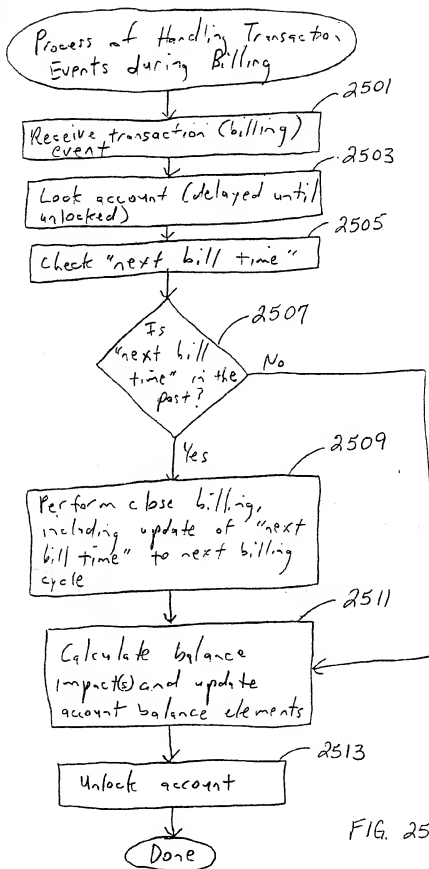 Process of Handling Transaction
Events during Billing
2501
Receive transaction (billing)
event
2503
Lock account (delayed until
unlocked)
2505
Check "next bill time"
2507
Is
"next bill
time" in the
past?
No
Yes
2509
Perform close billing,
including update of "next
bill time" to next billing
cycle
2511
Calculate balance
impact(s) and update
account balance elements
2513
Unlock account
Done
FIG. 25